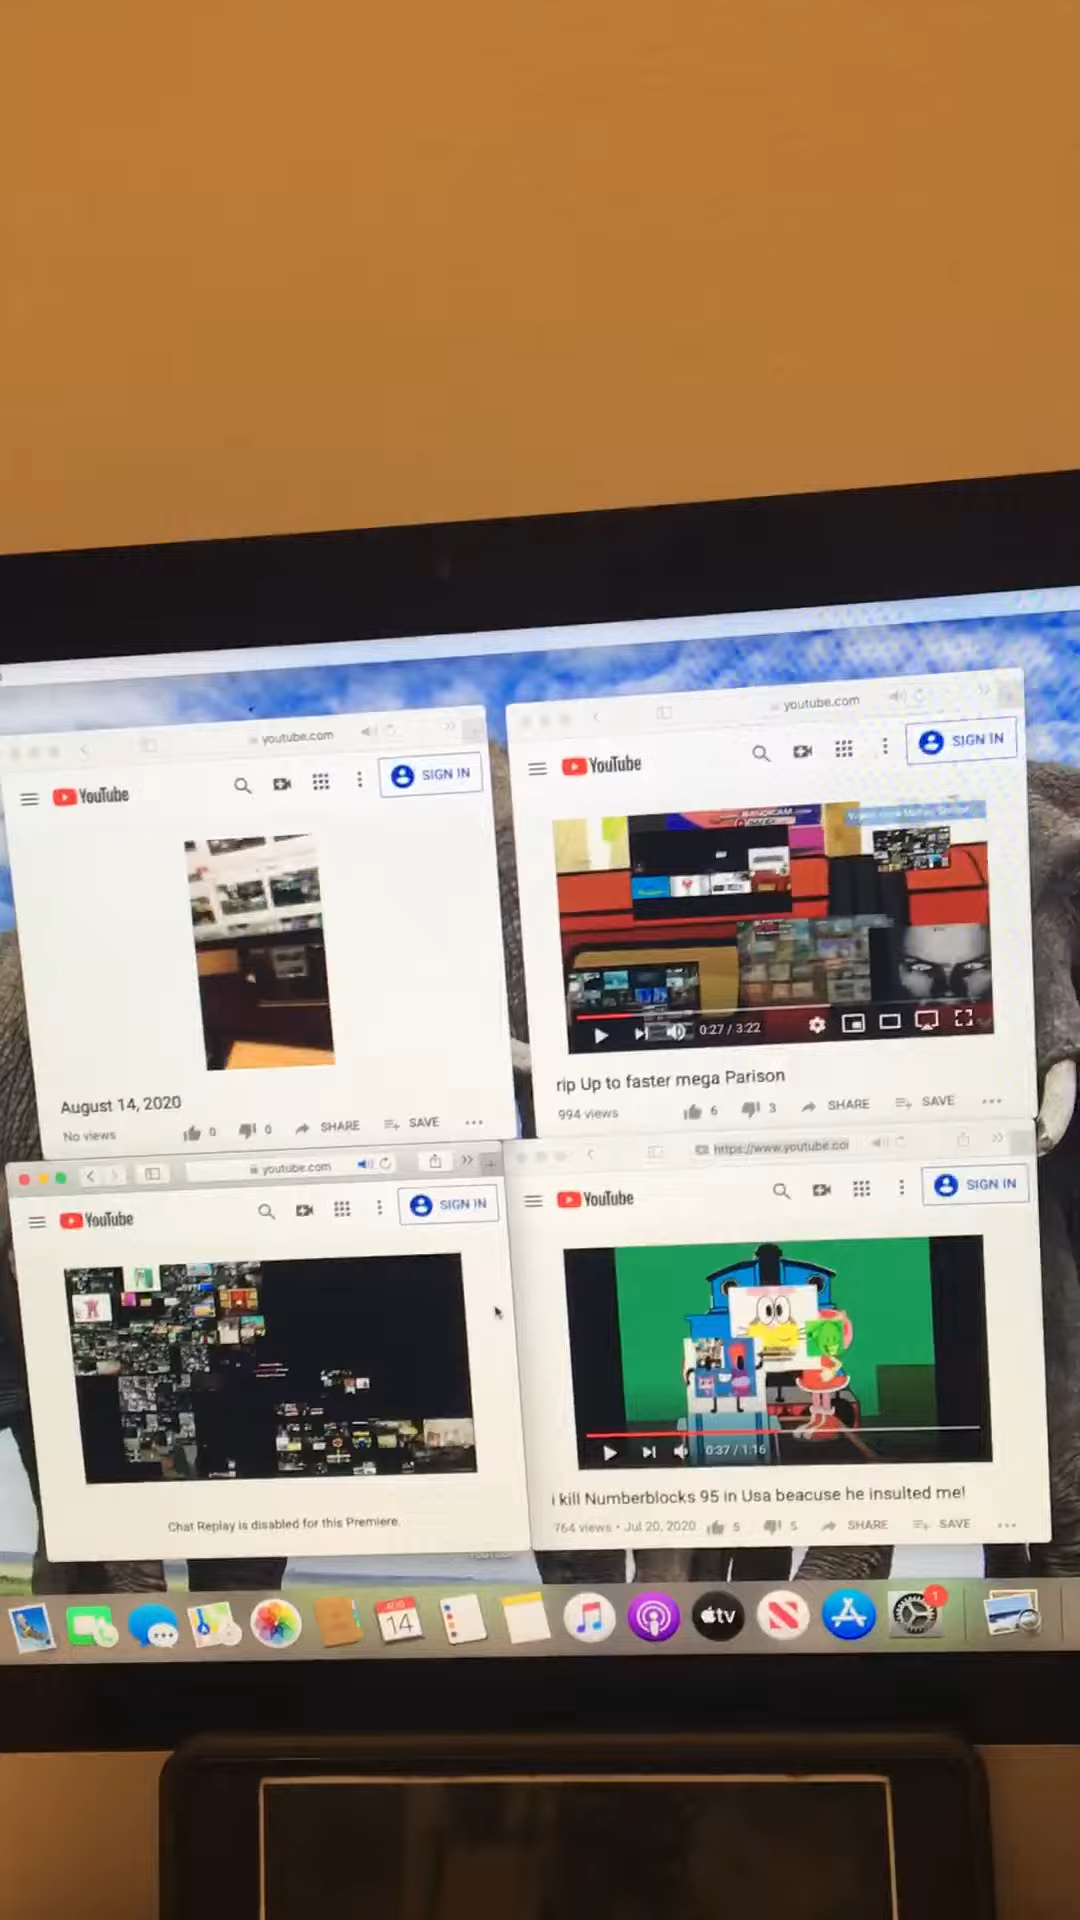 youtube.com
YouTube
SIGN IN
August 14, 2020
No views
0
0
SHARE
SAVE
youtube.com
YouTube
SIGN IN
0:27 / 3:22
rip Up to faster mega Parison
994 views
6
3
SHARE
SAVE
youtube.com
YouTube
SIGN IN
Chat Replay is disabled for this Premiere.
https://www.youtube.co
YouTube
SIGN IN
0:37 / 1:16
i kill Numberblocks 95 in Usa beacuse he insulted me!
764 views • Jul 20, 2020
5
5
SHARE
SAVE
AUG
14
tv
1